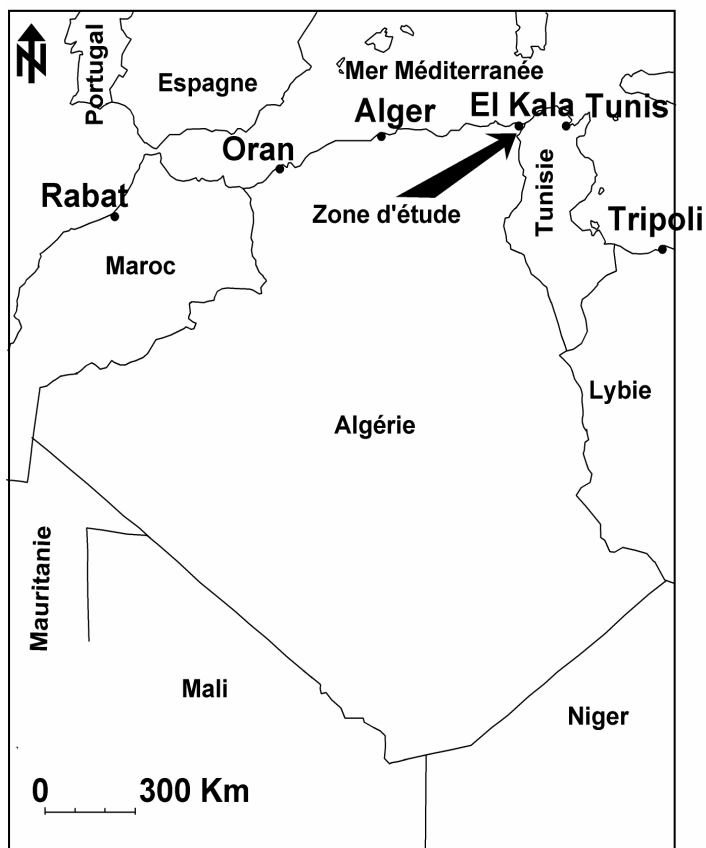 N
Portugal
Espagne
Mer Méditerranée
Alger
El Kala
Tunis
Oran
Rabat
Zone d'étude
Tunisie
Tripoli
Maroc
Lybie
Algérie
Mauritanie
Mali
Niger
0 300 Km